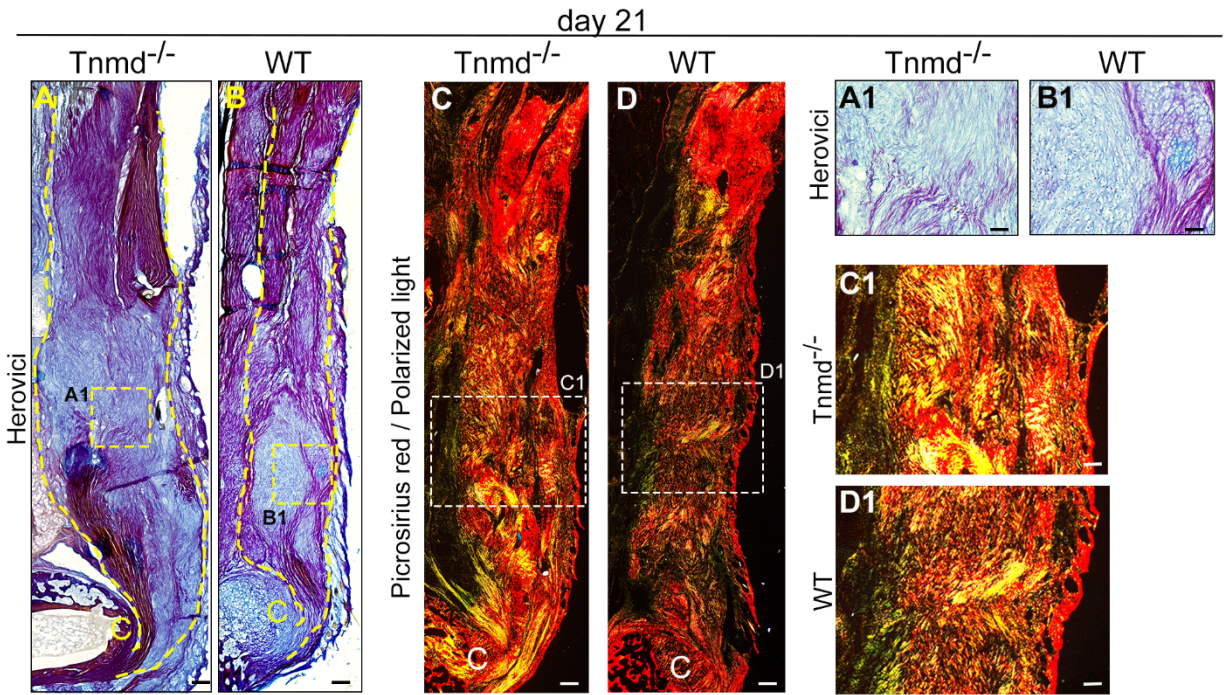 day 21
Tnmd-/-
WT
Tnmd-/-
WT
Tnmd-/-
WT
Herovici
A
A1
C
B
B1
C
Picrosirius red / Polarized light
C
C1
C
D
D1
C
Herovici
A1
B1
Tnmd-/-
C1
WT
D1